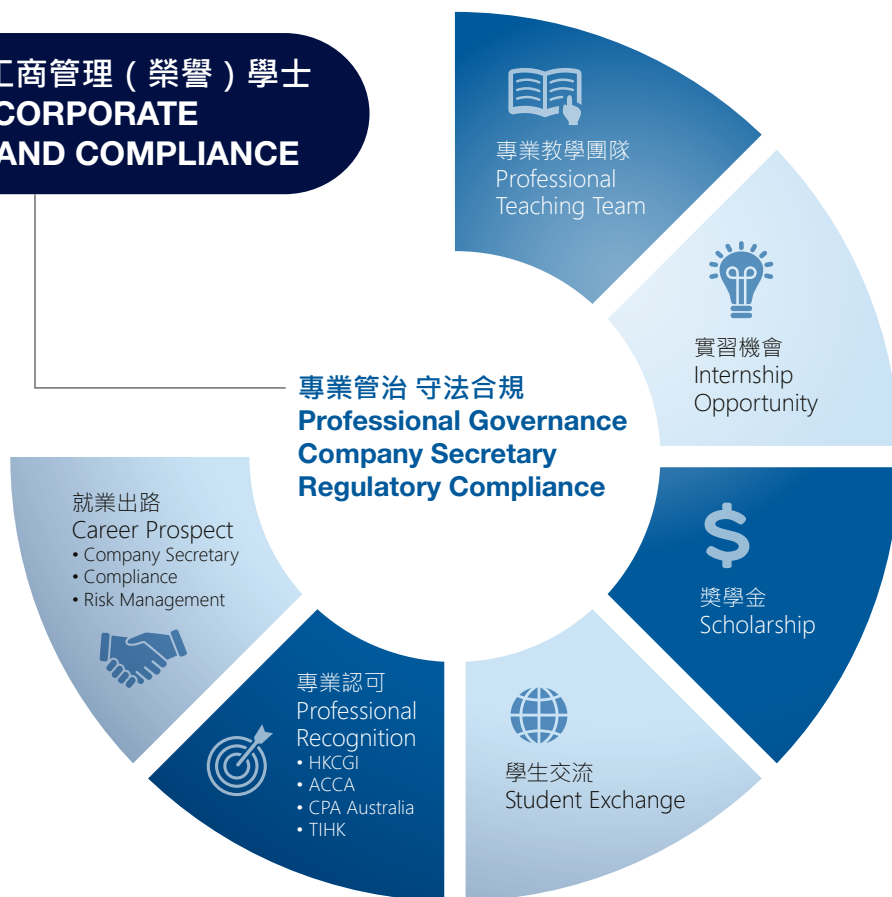 工商管理（榮譽）學士
CORPORATE
AND COMPLIANCE
專業教學團隊
Professional
Teaching Team
實習機會
Internship
Opportunity
專業管治 守法合規
Professional Governance
Company Secretary
Regulatory Compliance
獎學金
Scholarship
學生交流
Student Exchange
專業認可
Professional
Recognition
• HKCGI
• ACCA
• CPA Australia
• TIHK
就業出路
Career Prospect
• Company Secretary
• Compliance
• Risk Management